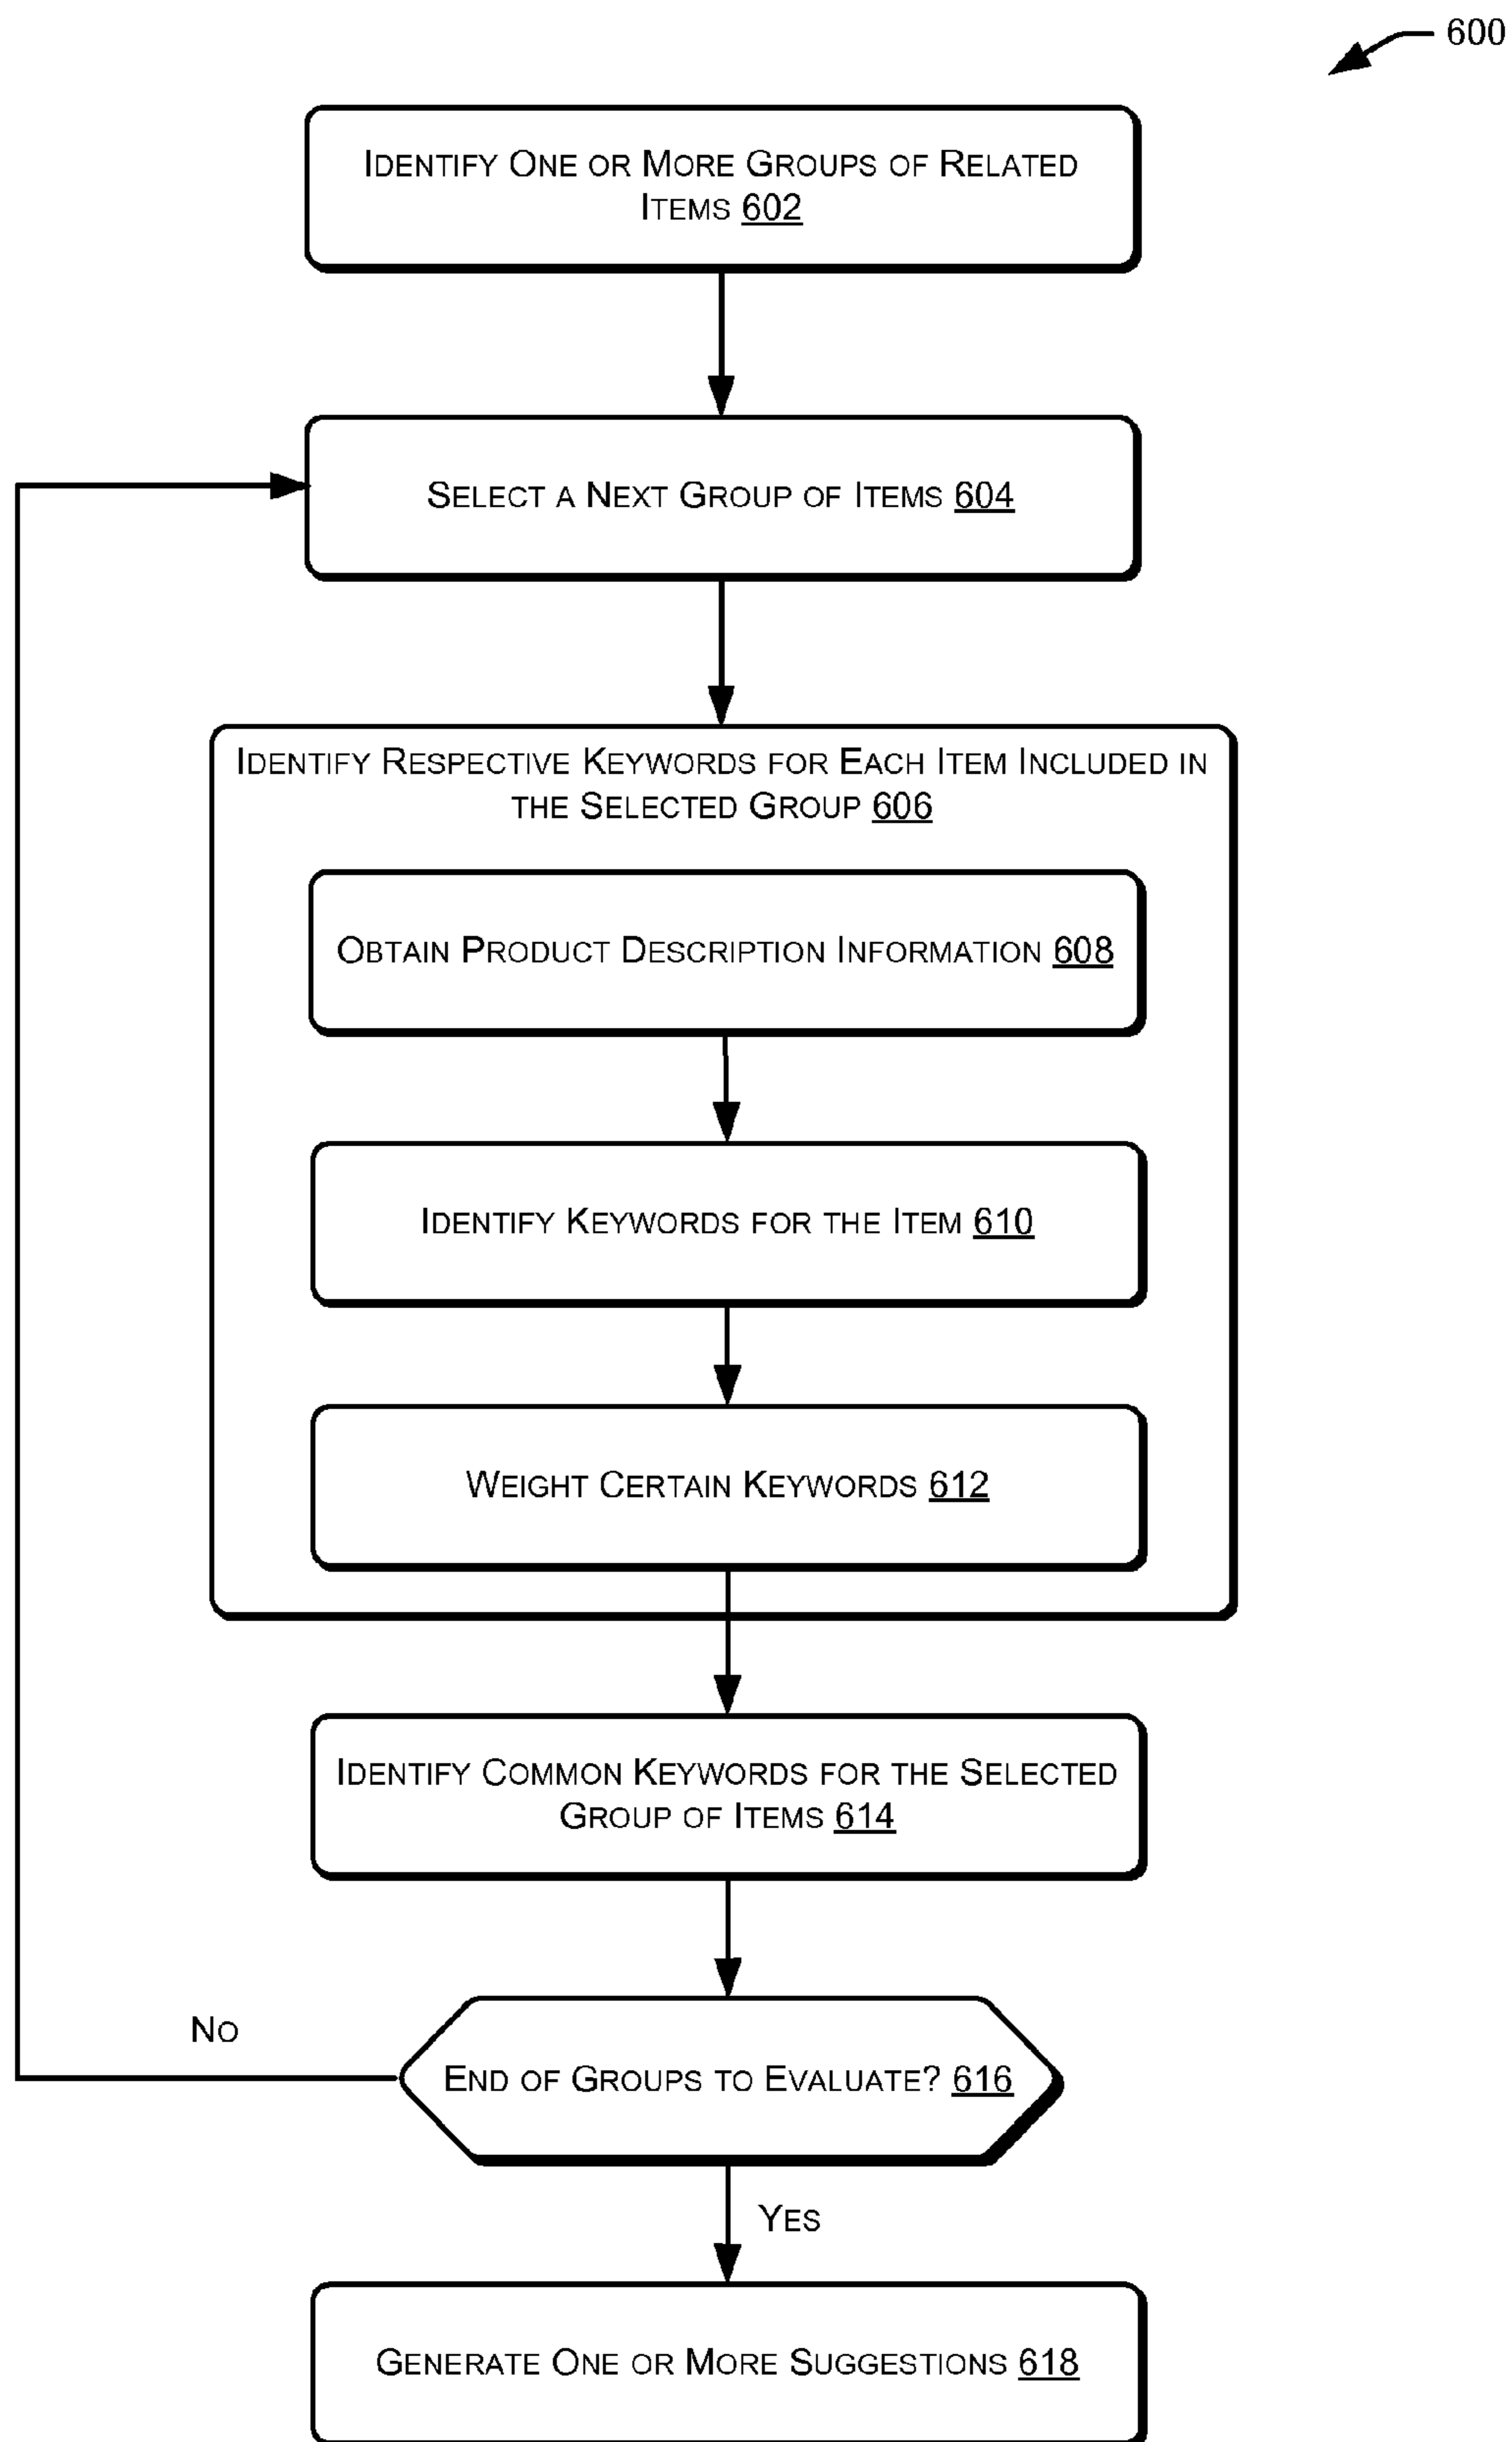 600
IDENTIFY ONE OR MORE GROUPS OF RELATED
ITEMS 602
SELECT A NEXT GROUP OF ITEMS 604
IDENTIFY RESPECTIVE KEYWORDS FOR EACH ITEM INCLUDED IN
THE SELECTED GROUP 606
OBTAIN PRODUCT DESCRIPTION INFORMATION 608
IDENTIFY KEYWORDS FOR THE ITEM 610
WEIGHT CERTAIN KEYWORDS 612
IDENTIFY COMMON KEYWORDS FOR THE SELECTED
GROUP OF ITEMS 614
NO
END OF GROUPS TO EVALUATE? 616
YES
GENERATE ONE OR MORE SUGGESTIONS 618